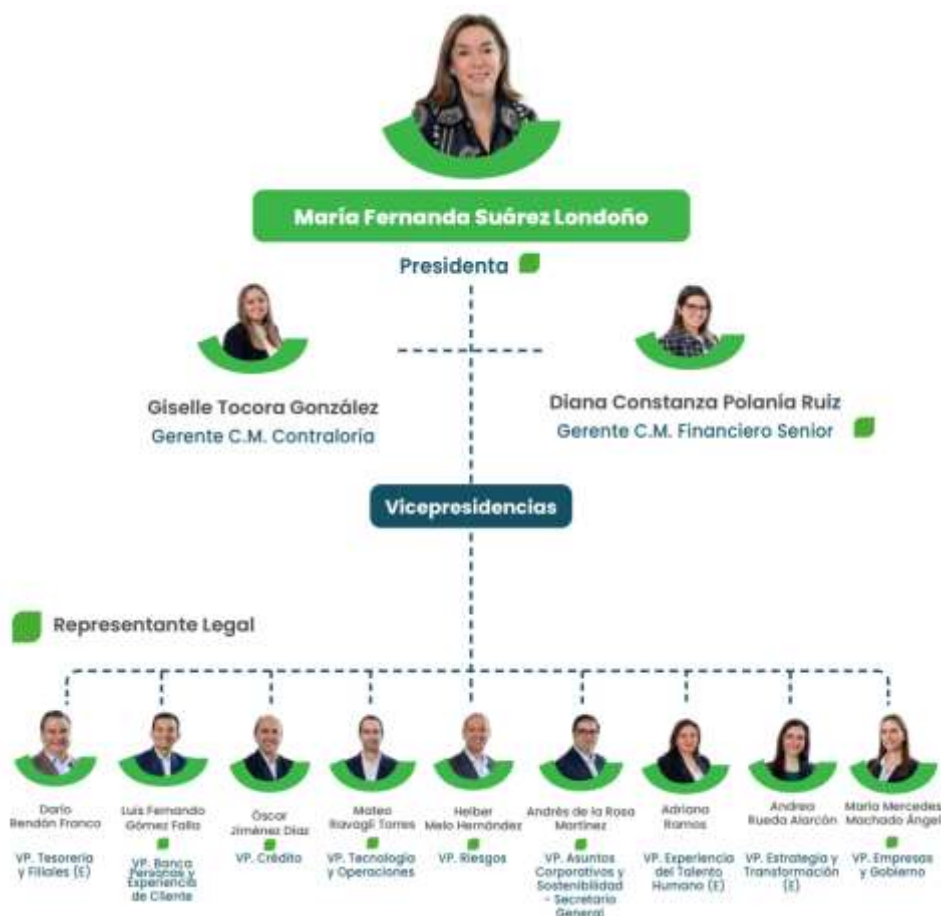 María Fernanda Suárez Londoño
Presidenta
Giselle Tocora González
Gerente C.M. Contraloría
Diana Constanza Polanía Ruiz
Gerente C.M. Financiero Senior
Vicepresidencias
Representante Legal
Darío
Rendón Franco
VP. Tesorería
y Filiales (E)
Luis Fernando
Gómez Falla
VP. Banca
Personas y
Experiencia
de Cliente
Óscar
Jiménez Díaz
VP. Crédito
Mateo
Ravagli Torres
VP. Tecnología
y Operaciones
Heiber
Melo Hernández
VP. Riesgos
Andrés de la Rosa
Martínez
VP. Asuntos
Corporativos y
Sostenibilidad
- Secretario
General
Adriana
Ramos
VP. Experiencia
del Talento
Humano (E)
Andrea
Rueda Alarcón
VP. Estrategia y
Transformación
(E)
María Mercedes
Machado Ángel
VP. Empresas
y Gobierno